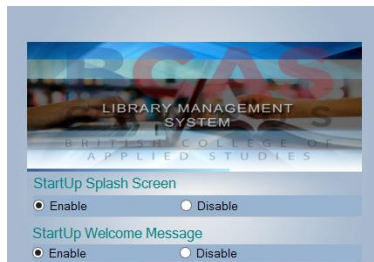 BCAS
LIBRARY MANAGEMENT
SYSTEM
BRITISH COLLEGE OF
APPLIED STUDIES
StartUp Splash Screen
Enable Disable
StartUp Welcome Message
Enable Disable